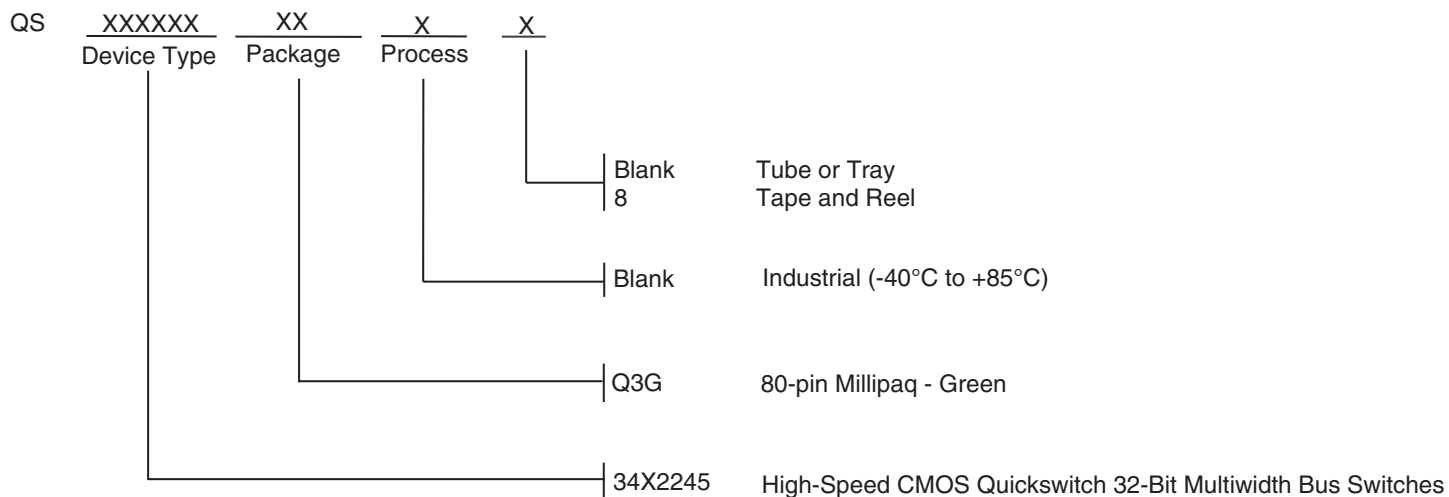 QS XXXXXX XX X X
Device Type Package Process
Blank Tube or Tray
8 Tape and Reel
Blank Industrial (-40°C to +85°C)
Q3G 80-pin Millipaq - Green
34X2245 High-Speed CMOS Quickswitch 32-Bit Multiwidth Bus Switches